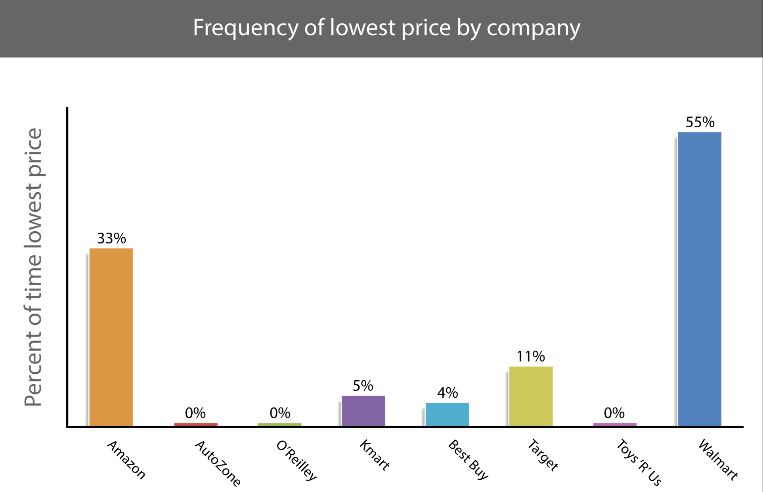 Frequency of lowest price by company
Percent of time lowest price
33%
0%
0%
5%
4%
11%
0%
55%
Amazon
AutoZone
O'Reilley
Kmart
Best Buy
Target
Toys 'R' Us
Walmart